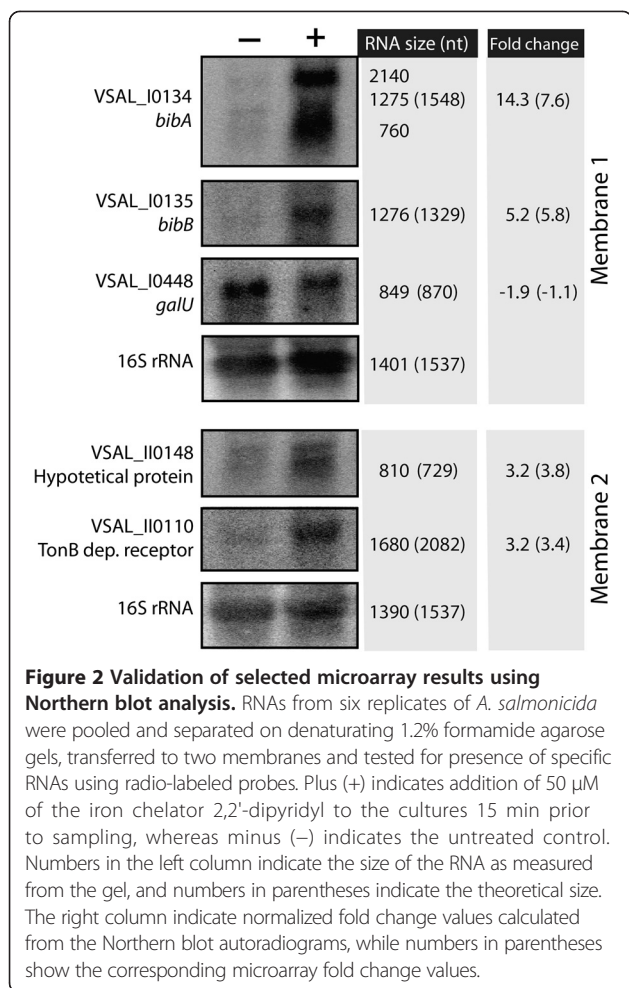 − +
RNA size (nt) Fold change
VSAL_I0134
bibA
2140
1275 (1548) 14.3 (7.6)
760
VSAL_I0135
bibB
1276 (1329) 5.2 (5.8)
VSAL_I0448
galU
849 (870) -1.9 (-1.1)
16S rRNA 1401 (1537)
Membrane 1
VSAL_II0148
Hypotetical protein
810 (729) 3.2 (3.8)
VSAL_II0110
TonB dep. receptor
1680 (2082) 3.2 (3.4)
16S rRNA 1390 (1537)
Membrane 2
Figure 2 Validation of selected microarray results using
Northern blot analysis. RNAs from six replicates of A. salmonicida
were pooled and separated on denaturating 1.2% formamide agarose
gels, transferred to two membranes and tested for presence of specific
RNAs using radio-labeled probes. Plus (+) indicates addition of 50 μM
of the iron chelator 2,2'-dipyridyl to the cultures 15 min prior
to sampling, whereas minus (−) indicates the untreated control.
Numbers in the left column indicate the size of the RNA as measured
from the gel, and numbers in parentheses indicate the theoretical size.
The right column indicate normalized fold change values calculated
from the Northern blot autoradiograms, while numbers in parentheses
show the corresponding microarray fold change values.